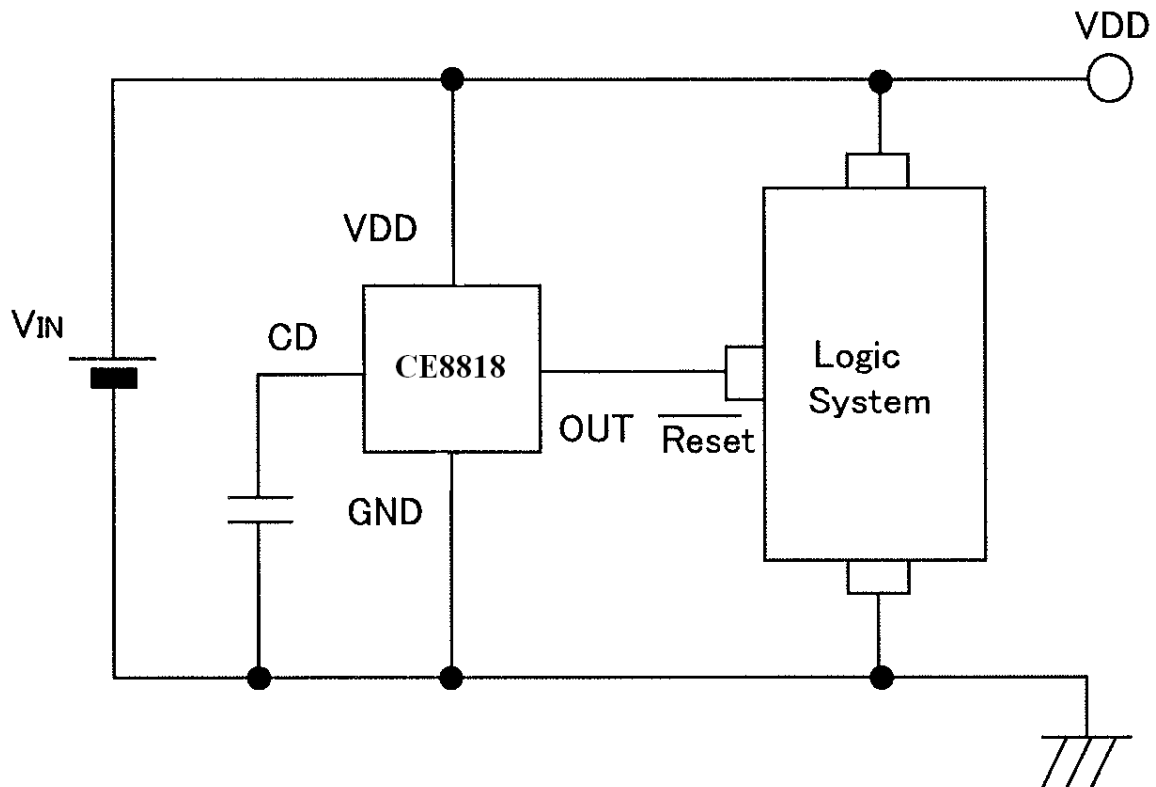 VDD
VDD
VIN
CD
CE8818
Logic
System
OUT
Reset
GND